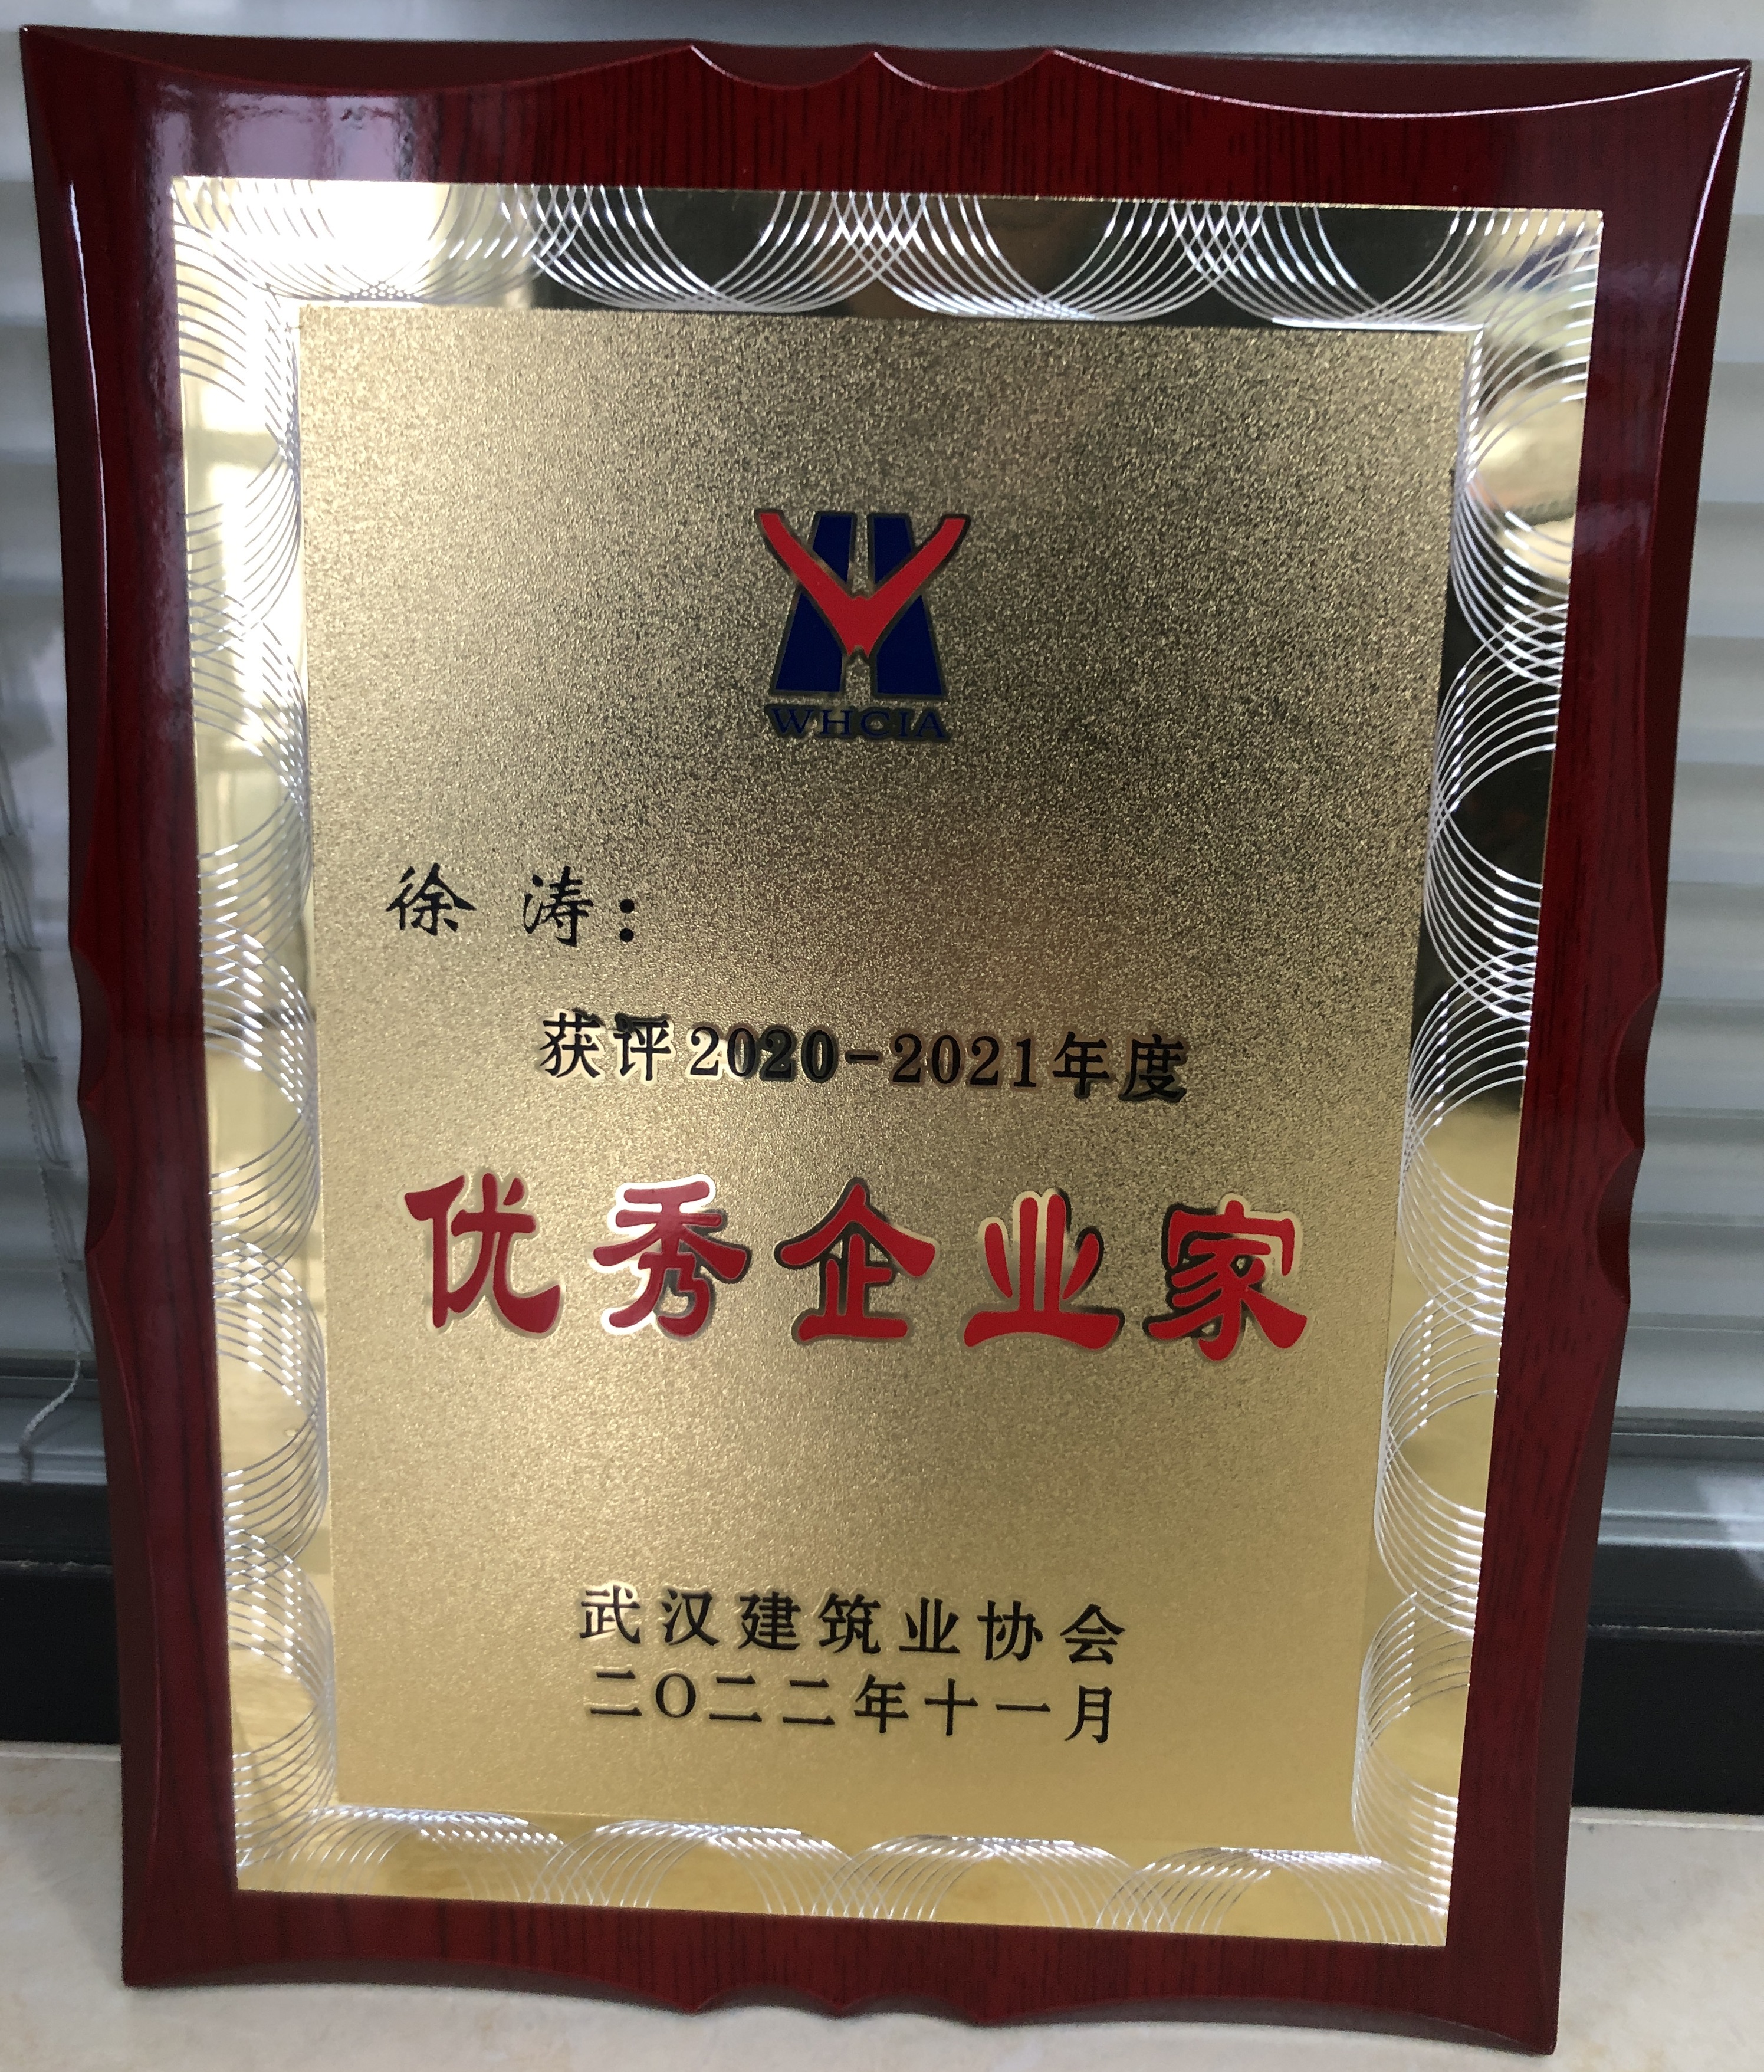 WHCIA
徐 涛：
获评2020-2021年度
优秀企业家
武汉建筑业协会
二〇二二年十一月